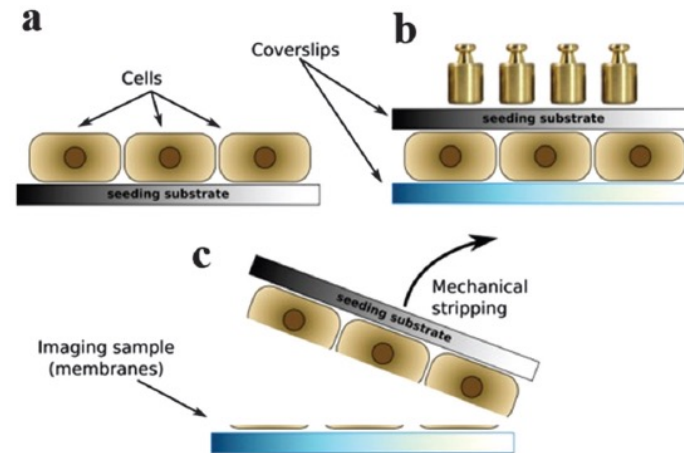 a
Cells
seeding substrate
Coverslips
b
seeding substrate
c
seeding substrate
Mechanical
stripping
Imaging sample
(membranes)